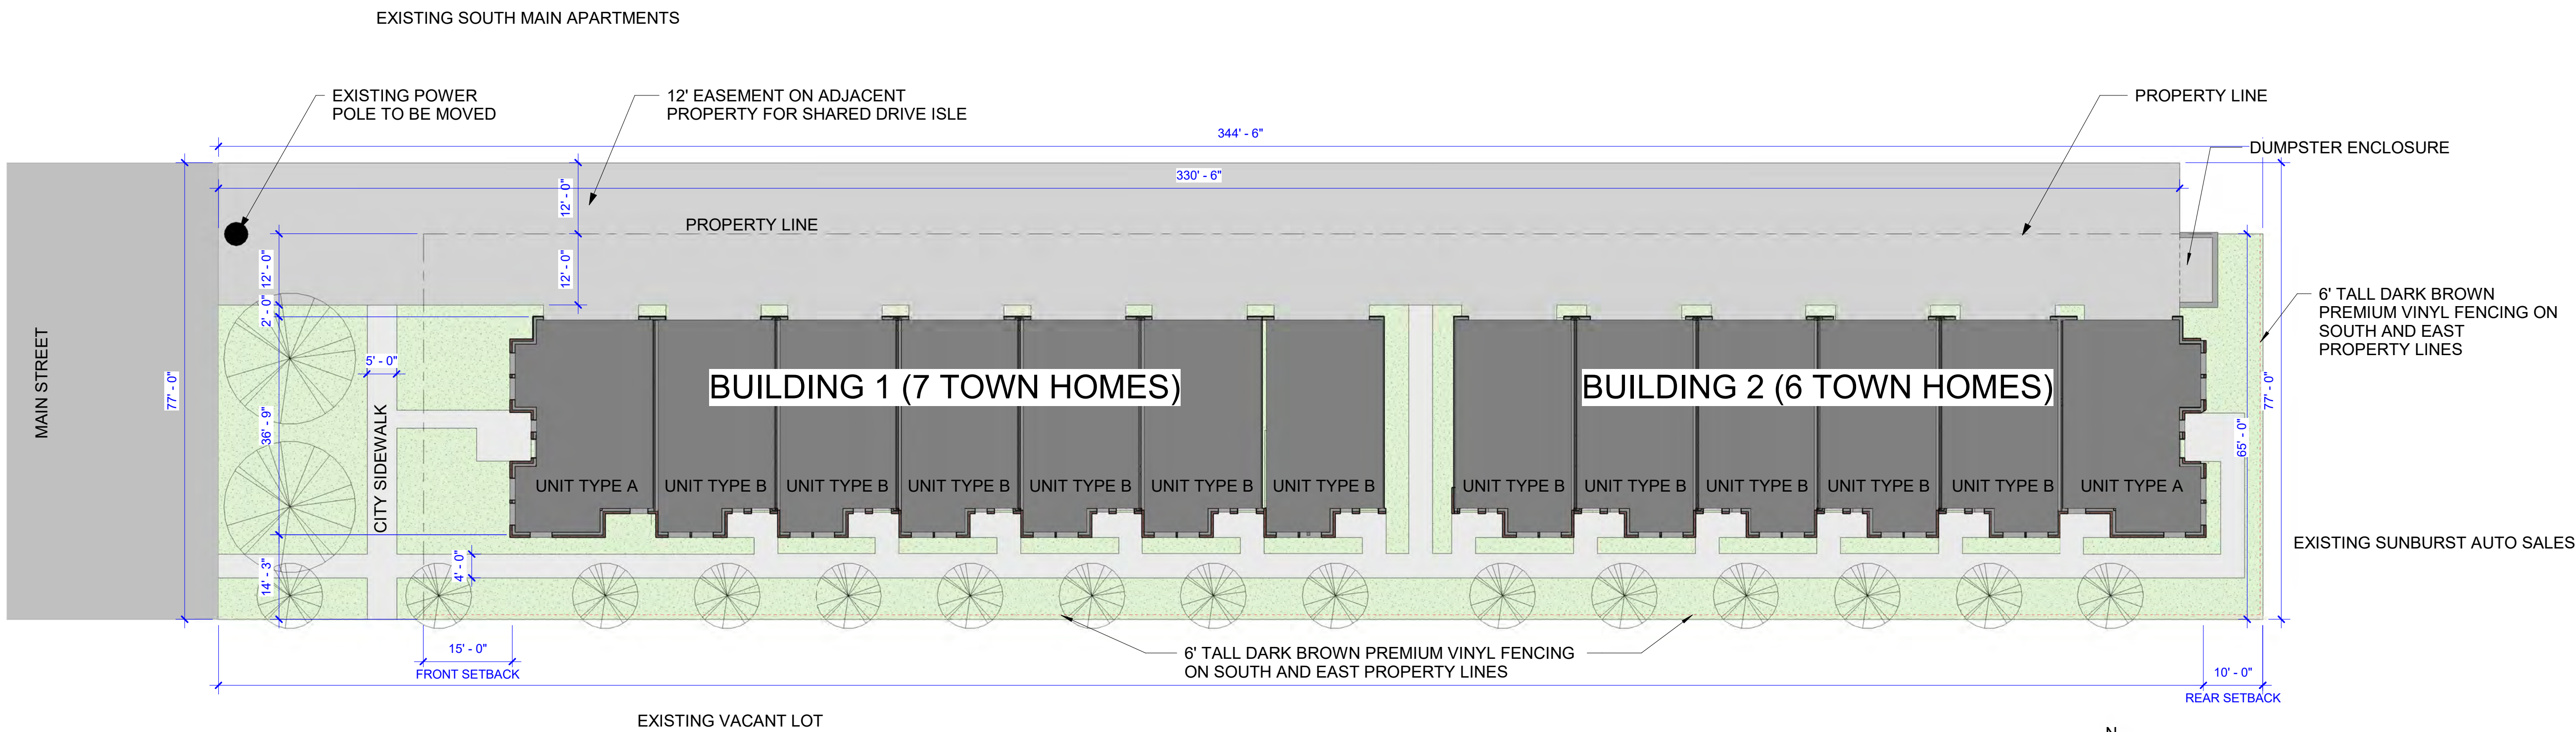 EXISTING SOUTH MAIN APARTMENTS
EXISTING POWER
POLE TO BE MOVED
12' EASEMENT ON ADJACENT
PROPERTY FOR SHARED DRIVE ISLE
PROPERTY LINE
344' - 6"
DUMPSTER ENCLOSURE
330' - 6"
12' - 0"
PROPERTY LINE
12' - 0"
12' - 0"
2' - 0"
6' TALL DARK BROWN
PREMIUM VINYL FENCING ON
SOUTH AND EAST
PROPERTY LINES
MAIN STREET
77' - 0"
36' - 9"
5' - 0"
CITY SIDEWALK
BUILDING 1 (7 TOWN HOMES)
BUILDING 2 (6 TOWN HOMES)
77' - 0"
65' - 0"
UNIT TYPE A
UNIT TYPE B
UNIT TYPE B
UNIT TYPE B
UNIT TYPE B
UNIT TYPE B
UNIT TYPE B
UNIT TYPE B
UNIT TYPE B
UNIT TYPE B
UNIT TYPE B
UNIT TYPE B
UNIT TYPE A
EXISTING SUNBURST AUTO SALES
14' - 3"
4' - 0"
15' - 0"
FRONT SETBACK
6' TALL DARK BROWN PREMIUM VINYL FENCING
ON SOUTH AND EAST PROPERTY LINES
10' - 0"
REAR SETBACK
EXISTING VACANT LOT
N